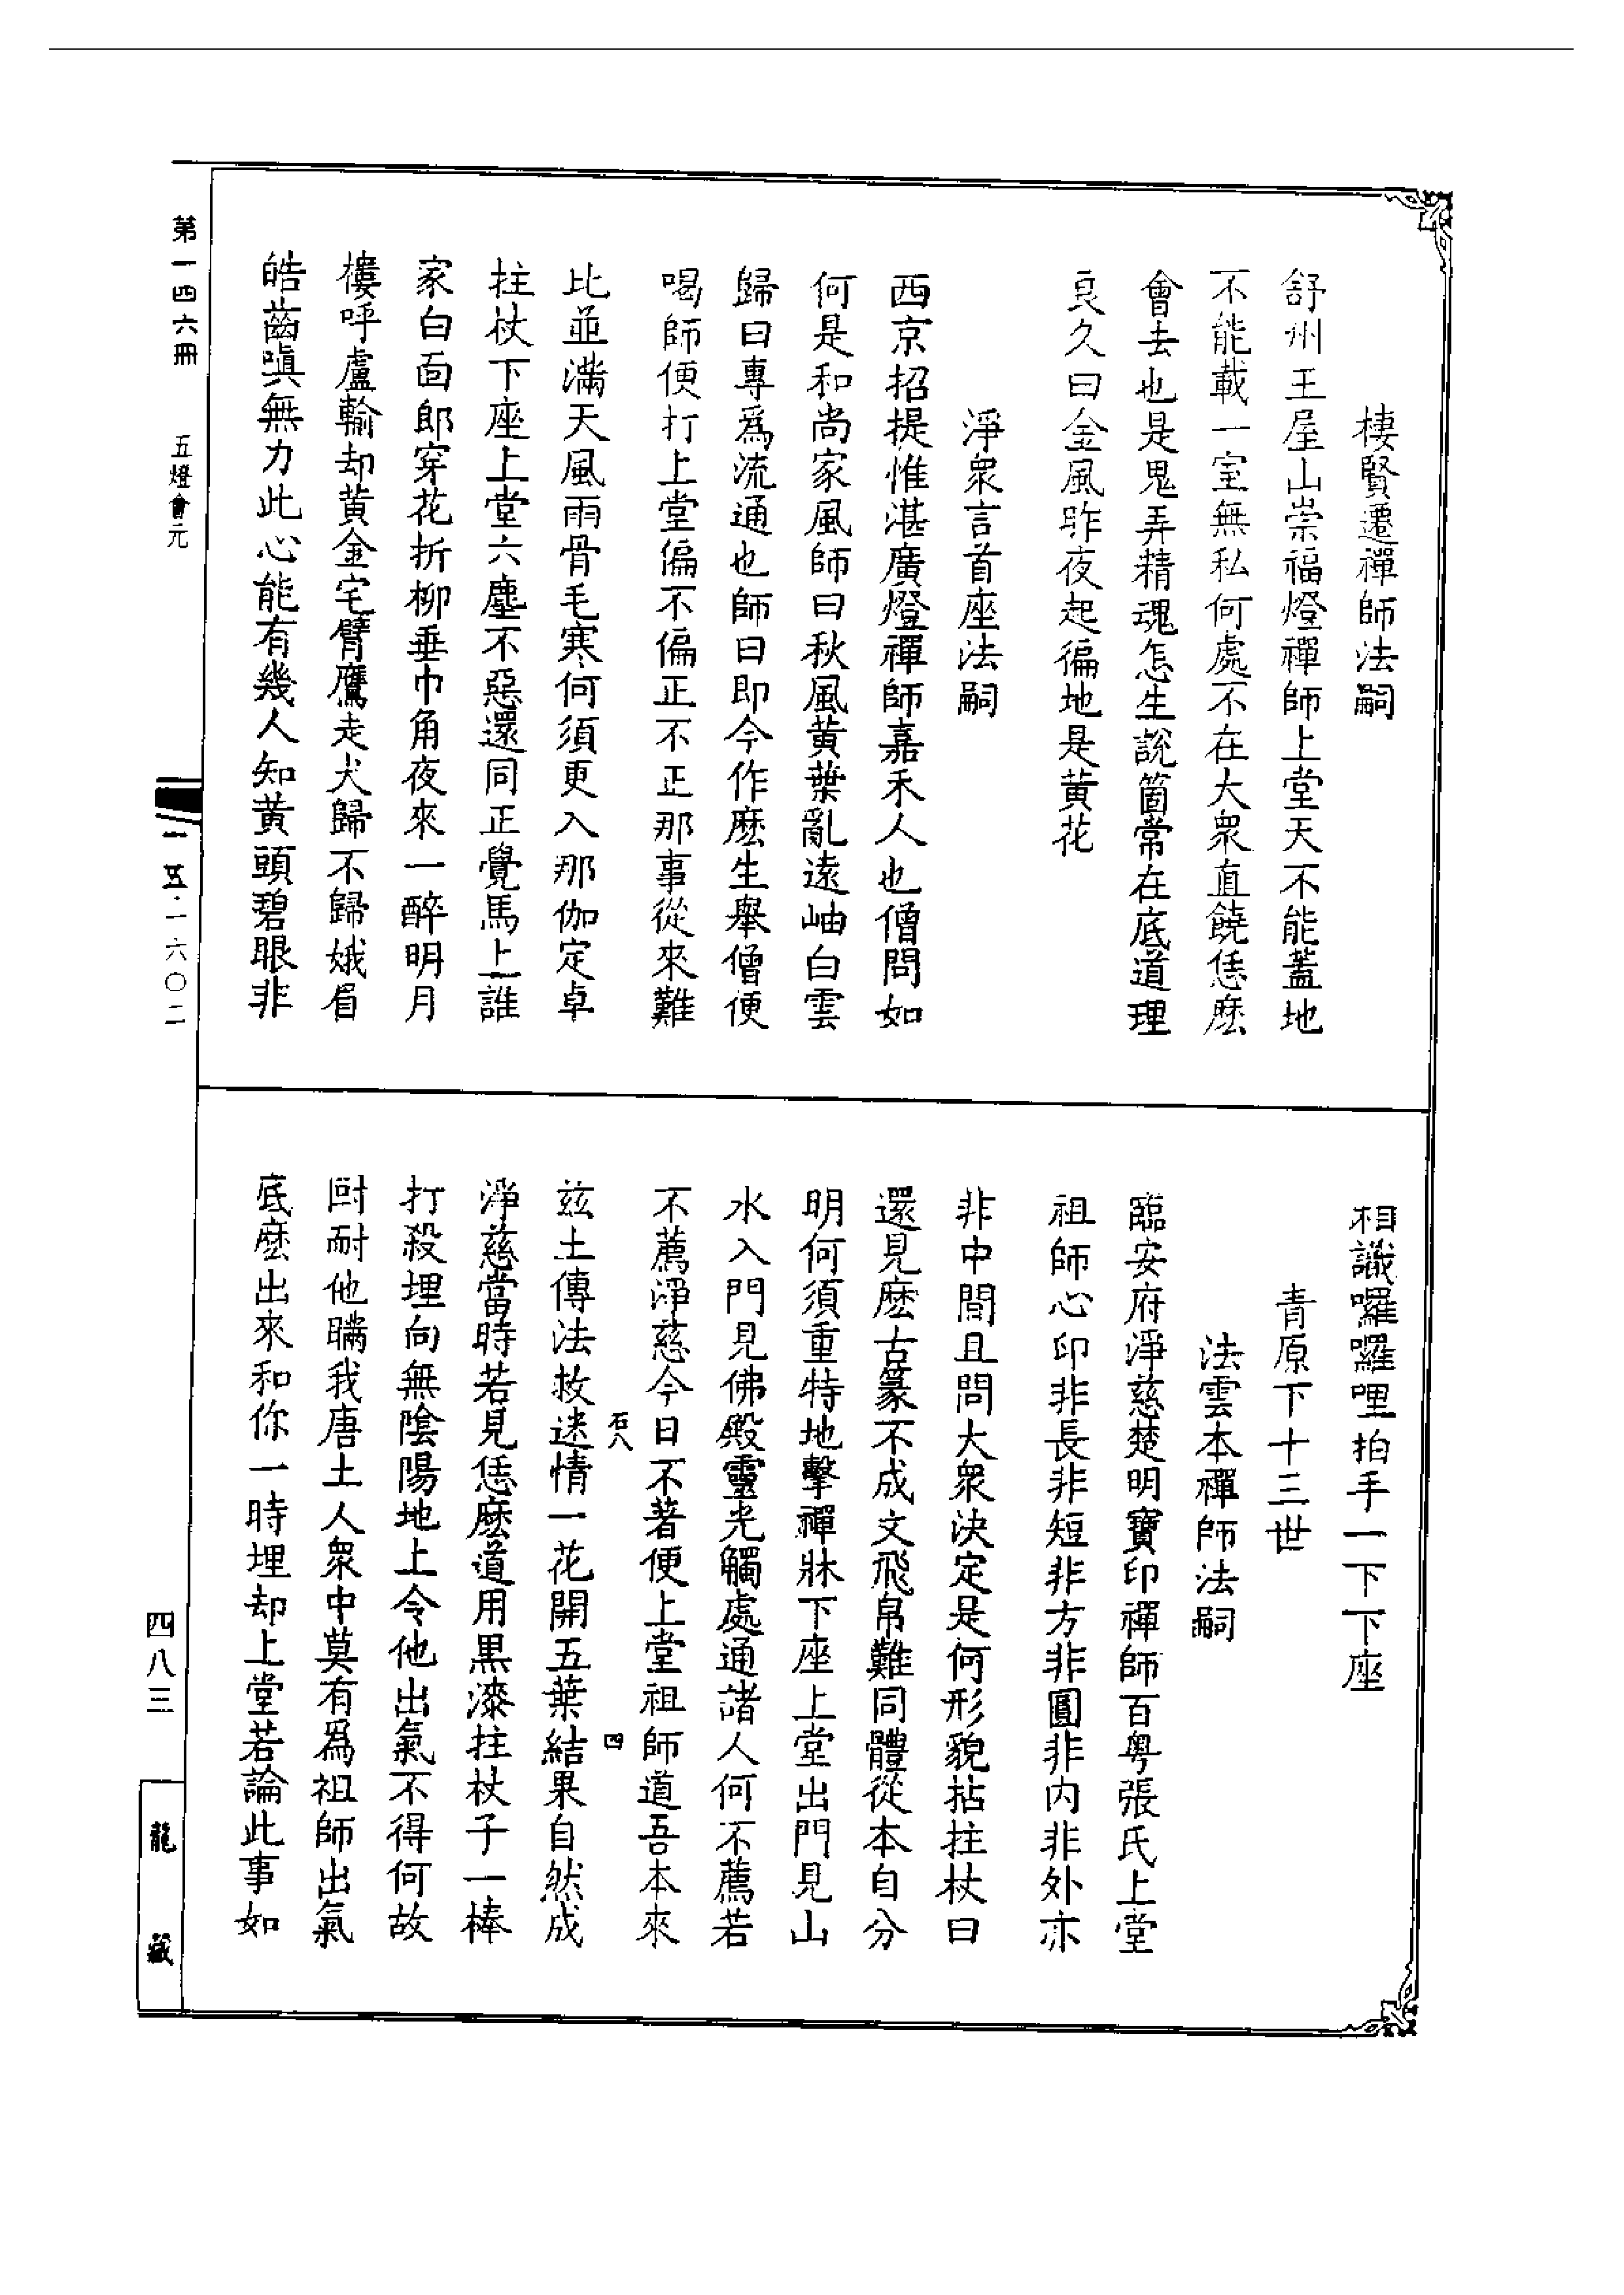 棲賢遷禪師法嗣
舒州王屋山崇福燈禪師上堂天不能蓋地
不能載一室無私何處不在大衆直饒恁麽
會去也是鬼弄精魂怎生說箇常在底道理
良久曰金風昨夜起徧地是黃花
淨衆言首座法嗣
西京招提惟湛廣燈禪師嘉禾人也僧問如
何是和尚家風師曰秋風黃葉亂遠岫白雲
歸曰專爲流通也師曰即今作麽生舉僧便
喝師便打上堂偏不偏正不正那事從來難
比並滿天風雨骨毛寒何須更入那伽定卓
拄杖下座上堂六塵不惡還同正覺馬上誰
家白面郎穿花折柳垂巾角夜來一醉明月
樓呼盧輸却黃金宅臂鷹走犬歸不歸娥眉
皓齒嗔無力此心能有幾人知黃頭碧眼非
相識囉囉哩拍手一下下座
青原下十三世
法雲本禪師法嗣
臨安府淨慈楚明寶印禪師百粵張氏上堂
祖師心印非長非短非方非圓非内非外亦
非中間且問大衆決定是何形貌拈拄杖曰
還見麽古篆不成文飛帛難同體從本自分
明何須重特地擊禪牀下座上堂出門見山
水入門見佛殿靈光觸處通諸人何不薦若
不薦淨慈今日不著便上堂祖師道吾本來
石八
四
茲土傳法救迷情一花開五葉結果自然成
淨慈當時若見恁麽道用黑漆拄杖子一棒
打殺埋向無陰陽地上令他出氣不得何故
叵耐他瞞我唐土人衆中莫有爲祖師出氣
底麽出來和你一時埋却上堂若論此事如
第一四六冊
五燈會元
一五·一六〇二
四八三
龍藏